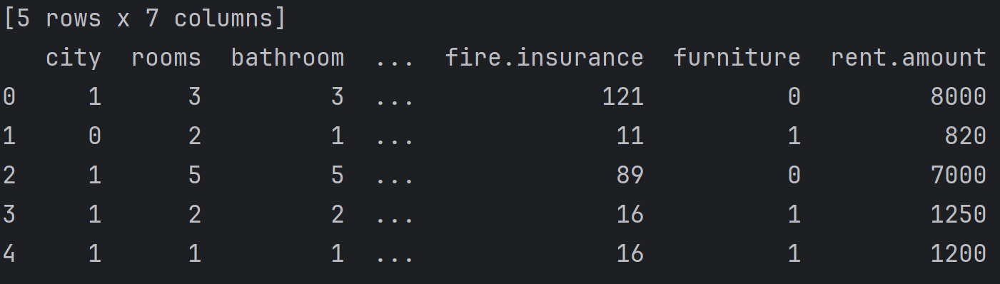 [5 rows x 7 columns]
   city  rooms  bathroom  ...  fire.insurance  furniture  rent.amount
0     1      3         3  ...             121          0         8000
1     0      2         1  ...              11          1          820
2     1      5         5  ...              89          0         7000
3     1      2         2  ...              16          1         1250
4     1      1         1  ...              16          1         1200